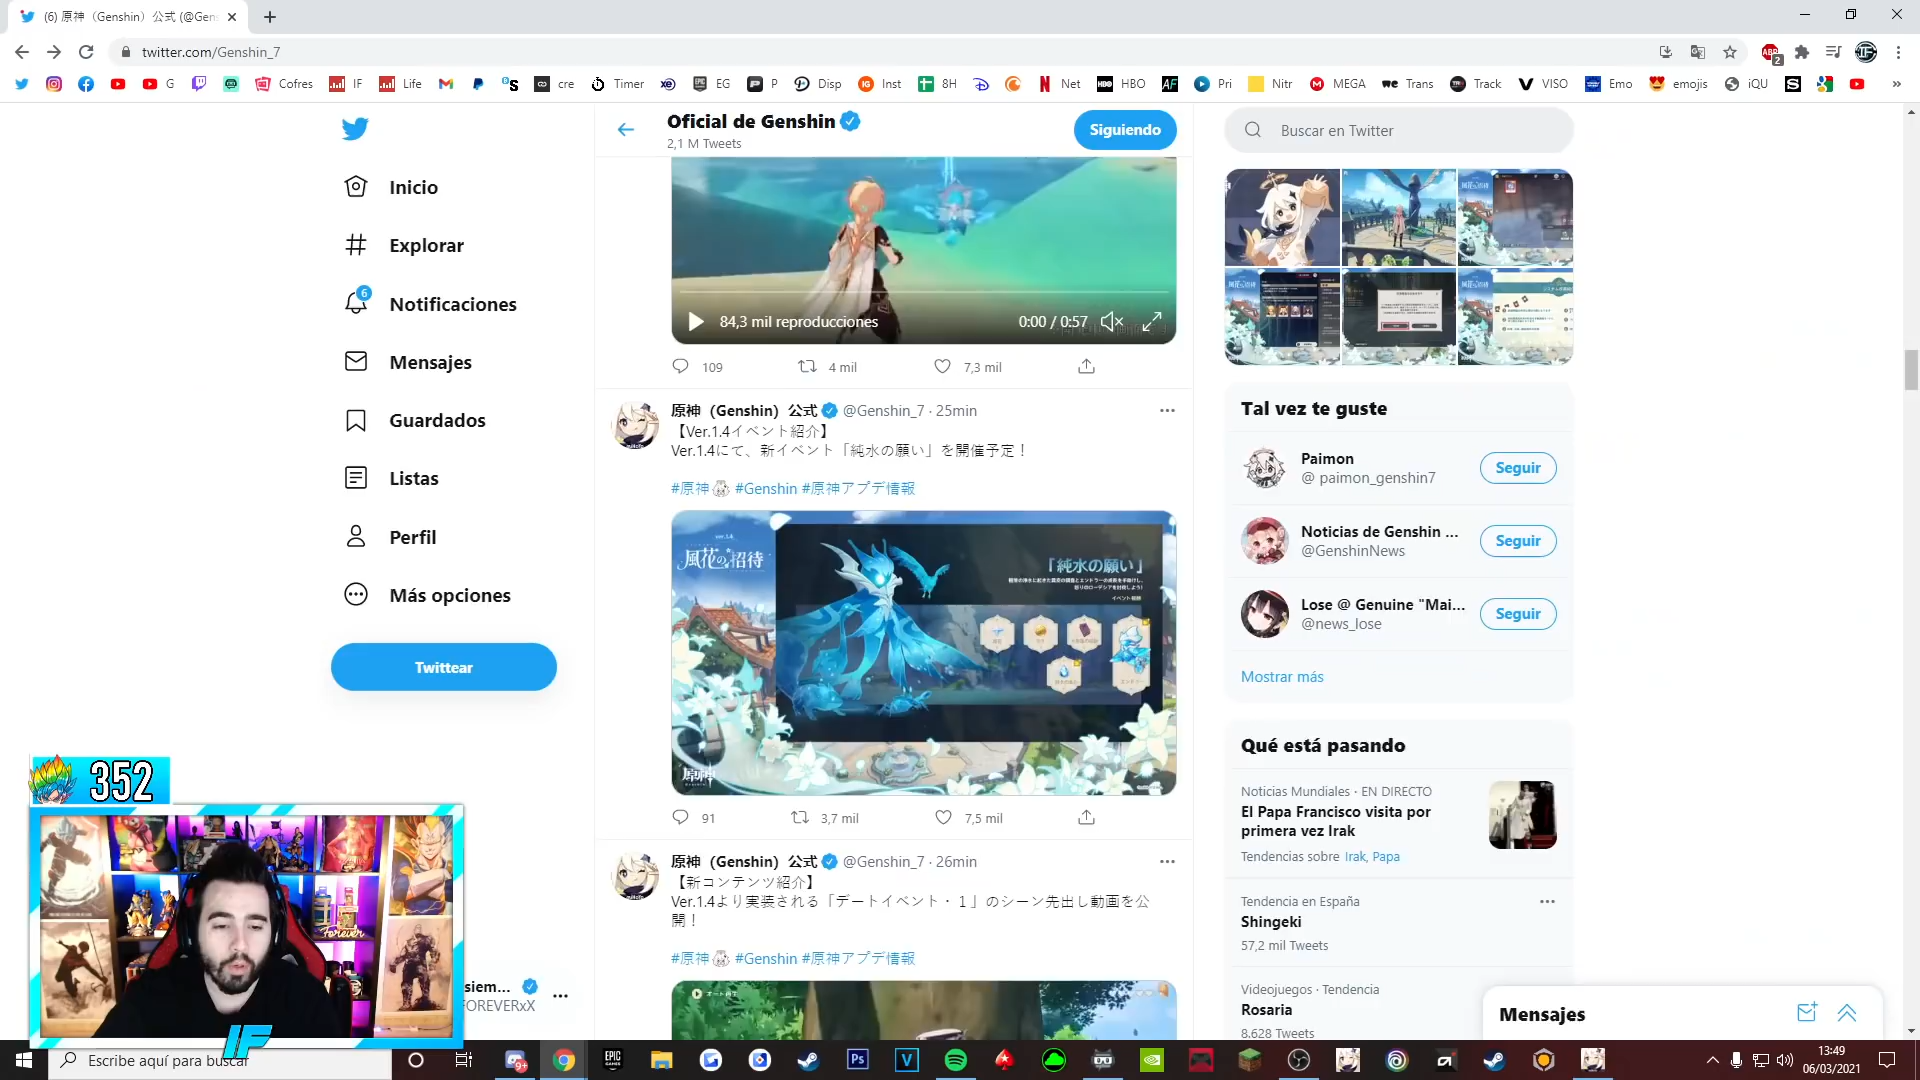 (6) 原神（Genshin）公式 (@Gens
twitter.com/Genshin_7
G
Cofres
IF
Life
cre
Timer
EG
P
Disp
Inst
8H
Net
HBO
Pri
Nitr
MEGA
Trans
Track
VISO
Emo
emojis
iQU
Inicio
Explorar
6
Notificaciones
Mensajes
Guardados
Listas
Perfil
Más opciones
Twittear
Oficial de Genshin
2,1 M Tweets
Siguiendo
84,3 mil reproducciones
0:00 / 0:57
109
4 mil
7,3 mil
原神（Genshin）公式 @Genshin_7 · 25min
【Ver.1.4イベント紹介】
Ver.1.4にて、新イベント「純水の願い」を開催予定！
#原神 #Genshin #原神アプデ情報
ver.1.4
風花の招待
「純水の願い」
原神
91
3,7 mil
7,5 mil
原神（Genshin）公式 @Genshin_7 · 26min
【新コンテンツ紹介】
Ver.1.4より実装される「デートイベント・１」のシーン先出し動画を公
開！
#原神 #Genshin #原神アプデ情報
Buscar en Twitter
Tal vez te guste
Paimon
@ paimon_genshin7
Seguir
Noticias de Genshin ...
@GenshinNews
Seguir
Lose @ Genuine "Mai...
@news_lose
Seguir
Mostrar más
Qué está pasando
Noticias Mundiales · EN DIRECTO
El Papa Francisco visita por
primera vez Irak
Tendencias sobre Irak, Papa
Tendencia en España
Shingeki
57,2 mil Tweets
Videojuegos · Tendencia
Rosaria
8.628 Tweets
Mensajes
352
Forever
siem...
FOREVERxX
IF
Escribe aquí para buscar
13:49
06/03/2021